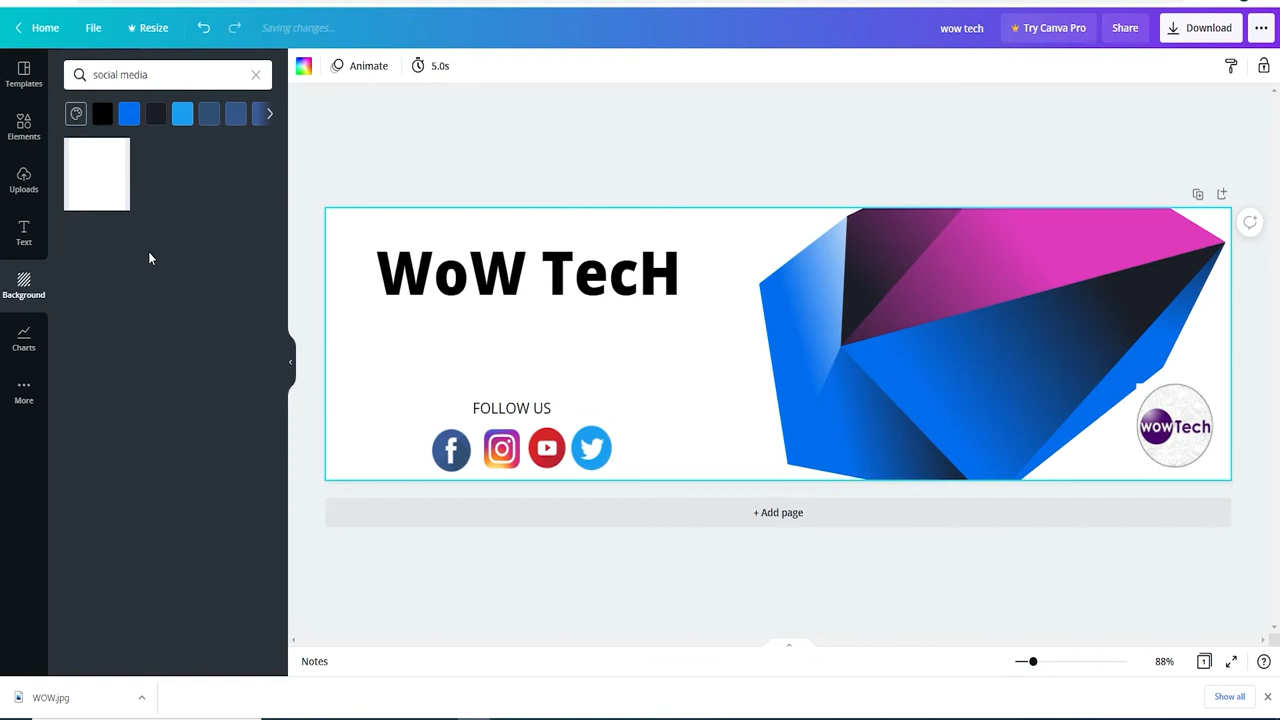 Home File Resize Saving changes... wow tech Try Canva Pro Share Download
social media
Animate 5.0s
Templates
Elements
Uploads
Text
Background
Charts
More
WoW TecH
FOLLOW US
wowTech
+ Add page
Notes 88% 1
WOW.jpg Show all